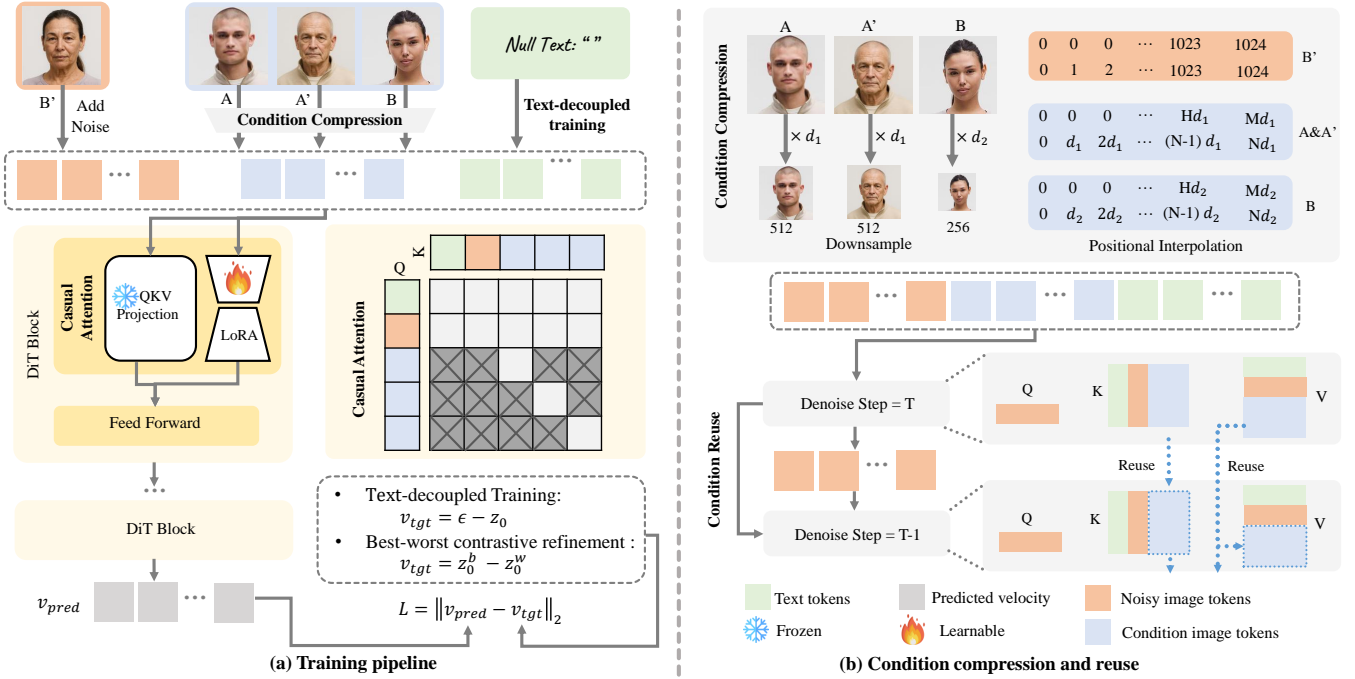 B’
Add
Noise
A
A’
B
Condition Compression
Null Text: “ ”
Text-decoupled
training
DiT Block
Casual
Attention
QKV
Projection
LoRA
Feed Forward
DiT Block
v_pred
Casual Attention
Q
K
• Text-decoupled Training:
v_tgt = ϵ − z_0
• Best-worst contrastive refinement :
v_tgt = z_0^b − z_0^w
L = ‖v_pred − v_tgt‖_2
(a) Training pipeline
Condition Compression
A
A’
B
× d_1
× d_1
× d_2
512
512
256
Downsample
0 0 0 ⋯ 1023 1024
0 1 2 ⋯ 1023 1024
B’
0 0 0 ⋯ Hd_1 Md_1
0 d_1 2d_1 ⋯ (N-1) d_1 Nd_1
A&A’
0 0 0 ⋯ Hd_2 Md_2
0 d_2 2d_2 ⋯ (N-1) d_2 Nd_2
B
Positional Interpolation
Condition Reuse
Denoise Step = T
Q
K
V
Reuse
Reuse
Denoise Step = T-1
Q
K
V
Text tokens
Predicted velocity
Noisy image tokens
Frozen
Learnable
Condition image tokens
(b) Condition compression and reuse